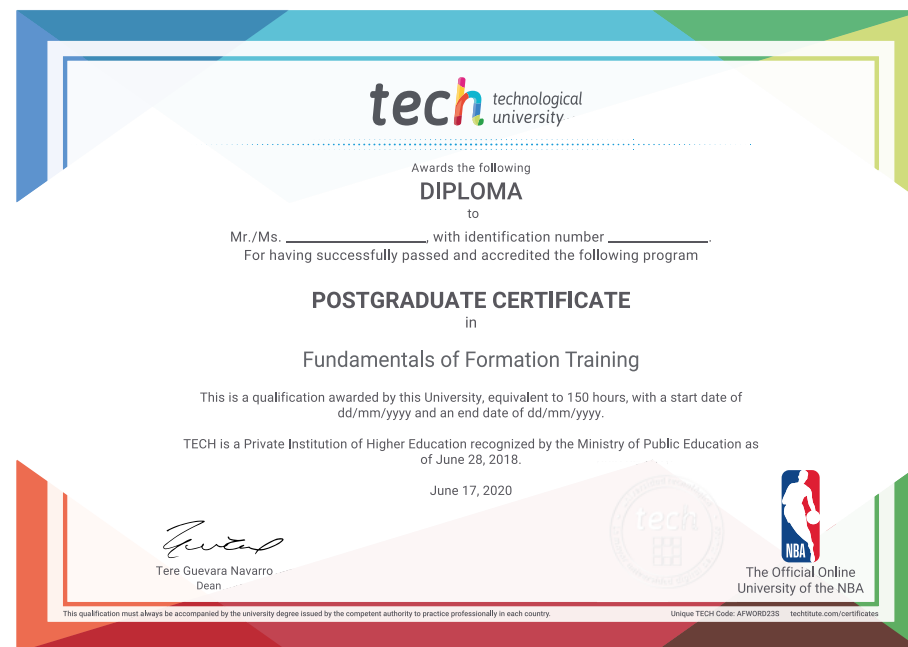 tech technological
university
Awards the following
DIPLOMA
to
Mr./Ms. , with identification number .
For having successfully passed and accredited the following program
POSTGRADUATE CERTIFICATE
in
Fundamentals of Formation Training
This is a qualification awarded by this University, equivalent to 150 hours, with a start date of
dd/mm/yyyy and an end date of dd/mm/yyyy.
TECH is a Private Institution of Higher Education recognized by the Ministry of Public Education as
of June 28, 2018.
June 17, 2020
tech
NBA
Tere Guevara Navarro
Dean
The Official Online
University of the NBA
This qualification must always be accompanied by the university degree issued by the competent authority to practice professionally in each country.
Unique TECH Code: AFWORD23S techtitute.com/certificates